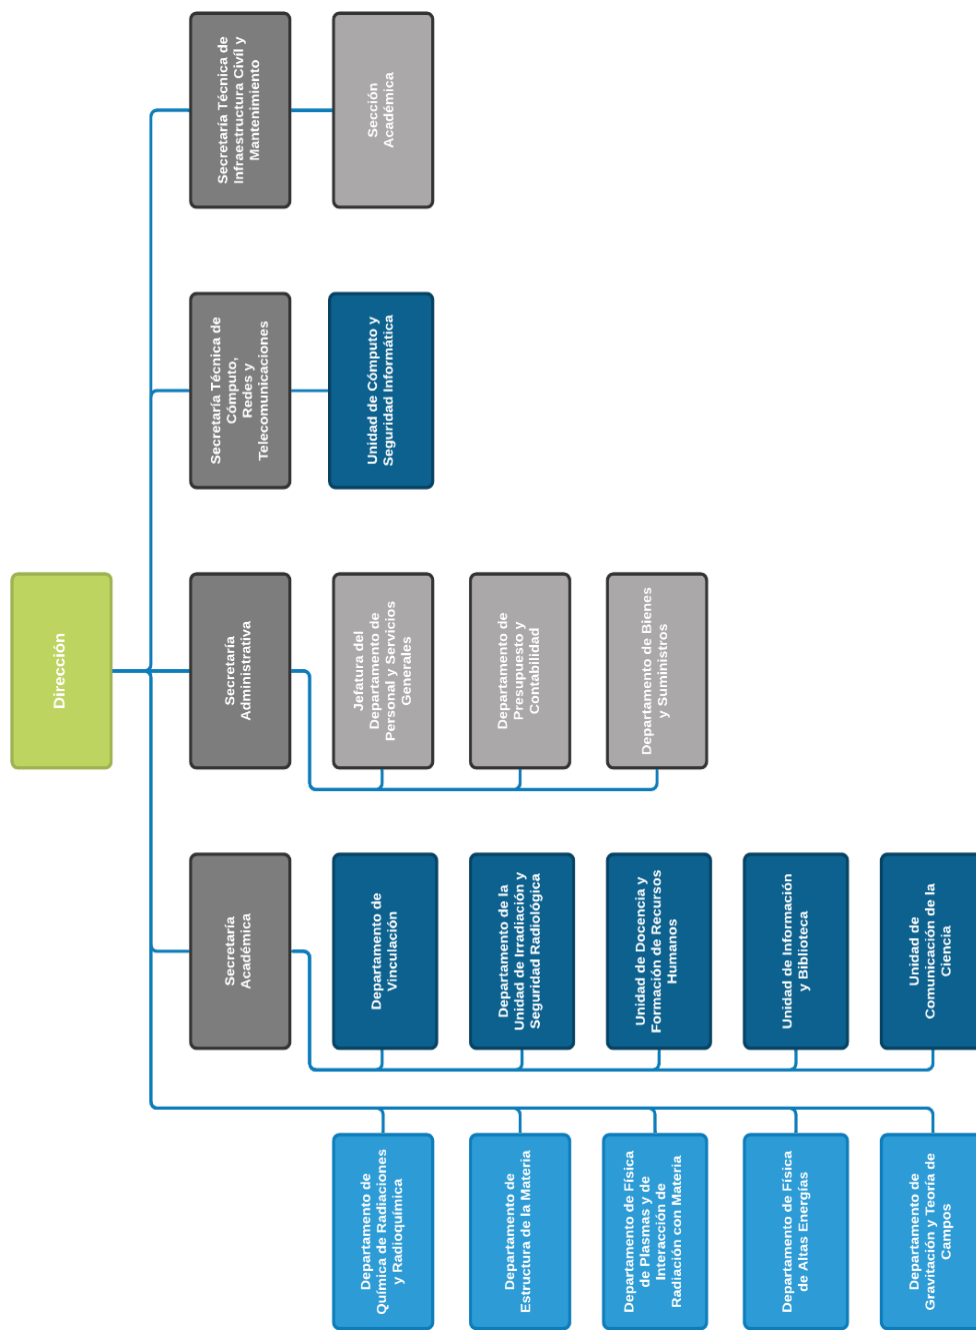 Dirección
Departamento de
Química de Radiaciones
y Radioquímica
Departamento de
Estructura de la Materia
Departamento de Física
de Plasmas y de
Interacción de
Radiación con Materia
Departamento de Física
de Altas Energías
Departamento de
Gravitación y Teoría de
Campos
Secretaría
Académica
Departamento de
Vinculación
Departamento de la
Unidad de Irradiación y
Seguridad Radiológica
Unidad de Docencia y
Formación de Recursos
Humanos
Unidad de Información
y Biblioteca
Unidad de
Comunicación de la
Ciencia
Secretaría
Administrativa
Jefatura del
Departamento de
Personal y Servicios
Generales
Departamento de
Presupuesto y
Contabilidad
Departamento de Bienes
y Suministros
Secretaría Técnica de
Cómputo,
Redes y
Telecomunicaciones
Unidad de Cómputo y
Seguridad Informática
Secretaría Técnica de
Infraestructura Civíl y
Mantenimiento
Sección
Académica